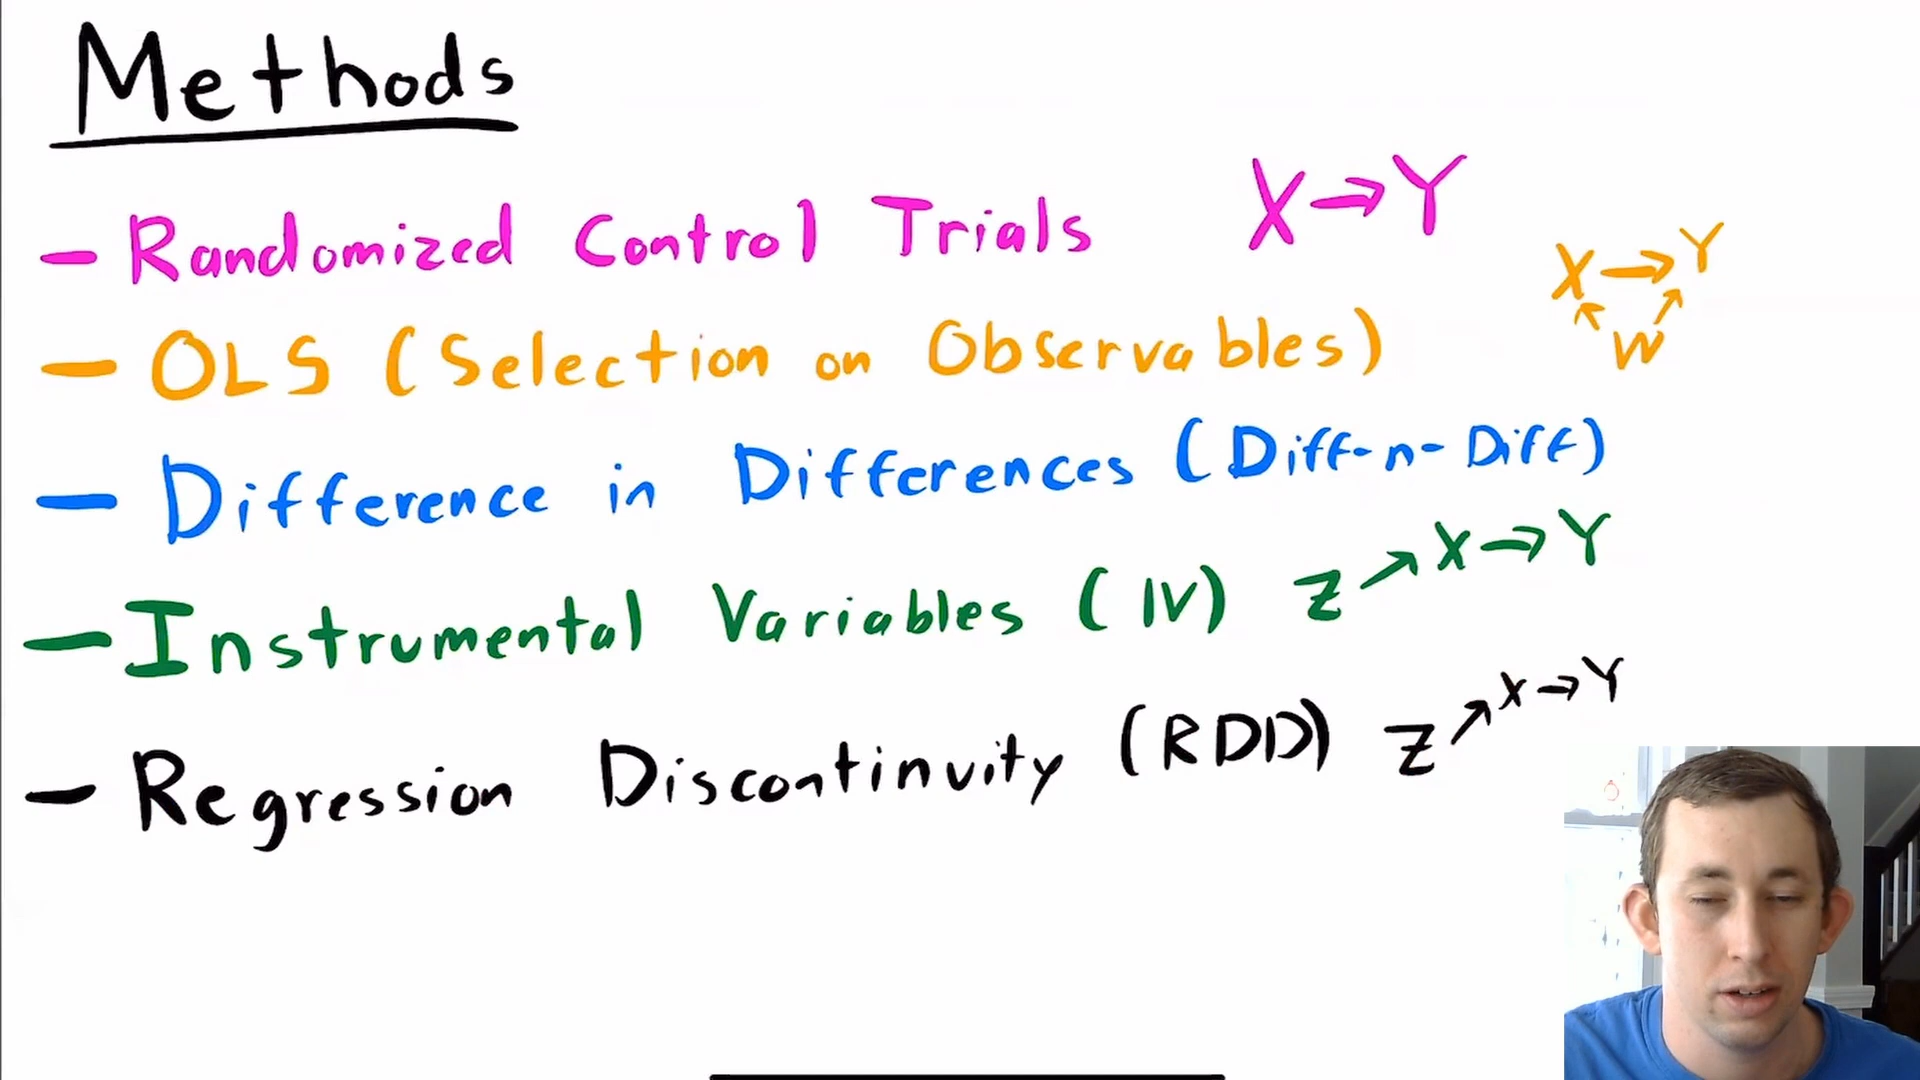 Methods
- Randomized Control Trials X→Y
- OLS (Selection on Observables) X→Y
W
- Difference in Differences (Diff-n-Diff)
- Instrumental Variables (IV) Z↗X→Y
- Regression Discontinuity (RDD) Z↗X→Y